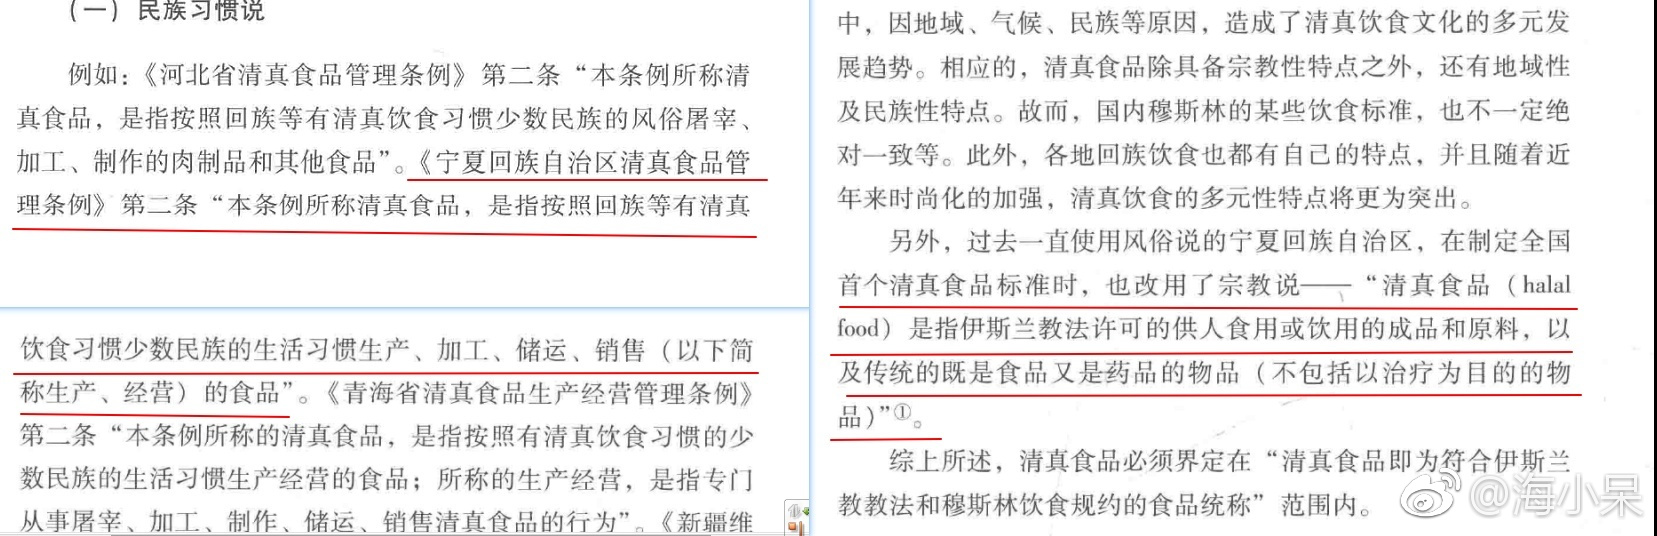 （一）民族习惯说
例如：《河北省清真食品管理条例》第二条“本条例所称清
真食品，是指按照回族等有清真饮食习惯少数民族的风俗屠宰、
加工、制作的肉制品和其他食品”。《宁夏回族自治区清真食品管
理条例》第二条“本条例所称清真食品，是指按照回族等有清真
饮食习惯少数民族的生活习惯生产、加工、储运、销售（以下简
称生产、经营）的食品”。《青海省清真食品生产经营管理条例》
第二条“本条例所称的清真食品，是指按照有清真饮食习惯的少
数民族的生活习惯生产经营的食品；所称的生产经营，是指专门
从事屠宰、加工、制作、储运、销售清真食品的行为”。《新疆维
中，因地域、气候、民族等原因，造成了清真饮食文化的多元发
展趋势。相应的，清真食品除具备宗教性特点之外，还有地域性
及民族性特点。故而，国内穆斯林的某些饮食标准，也不一定绝
对一致等。此外，各地回族饮食也都有自己的特点，并且随着近
年来时尚化的加强，清真饮食的多元性特点将更为突出。
另外，过去一直使用风俗说的宁夏回族自治区，在制定全国
首个清真食品标准时，也改用了宗教说——“清真食品（halal
food）是指伊斯兰教法许可的供人食用或饮用的成品和原料，以
及传统的既是食品又是药品的物品（不包括以治疗为目的的物
品）”①。
综上所述，清真食品必须界定在“清真食品即为符合伊斯兰
教教法和穆斯林饮食规约的食品统称”范围内。
@海小呆